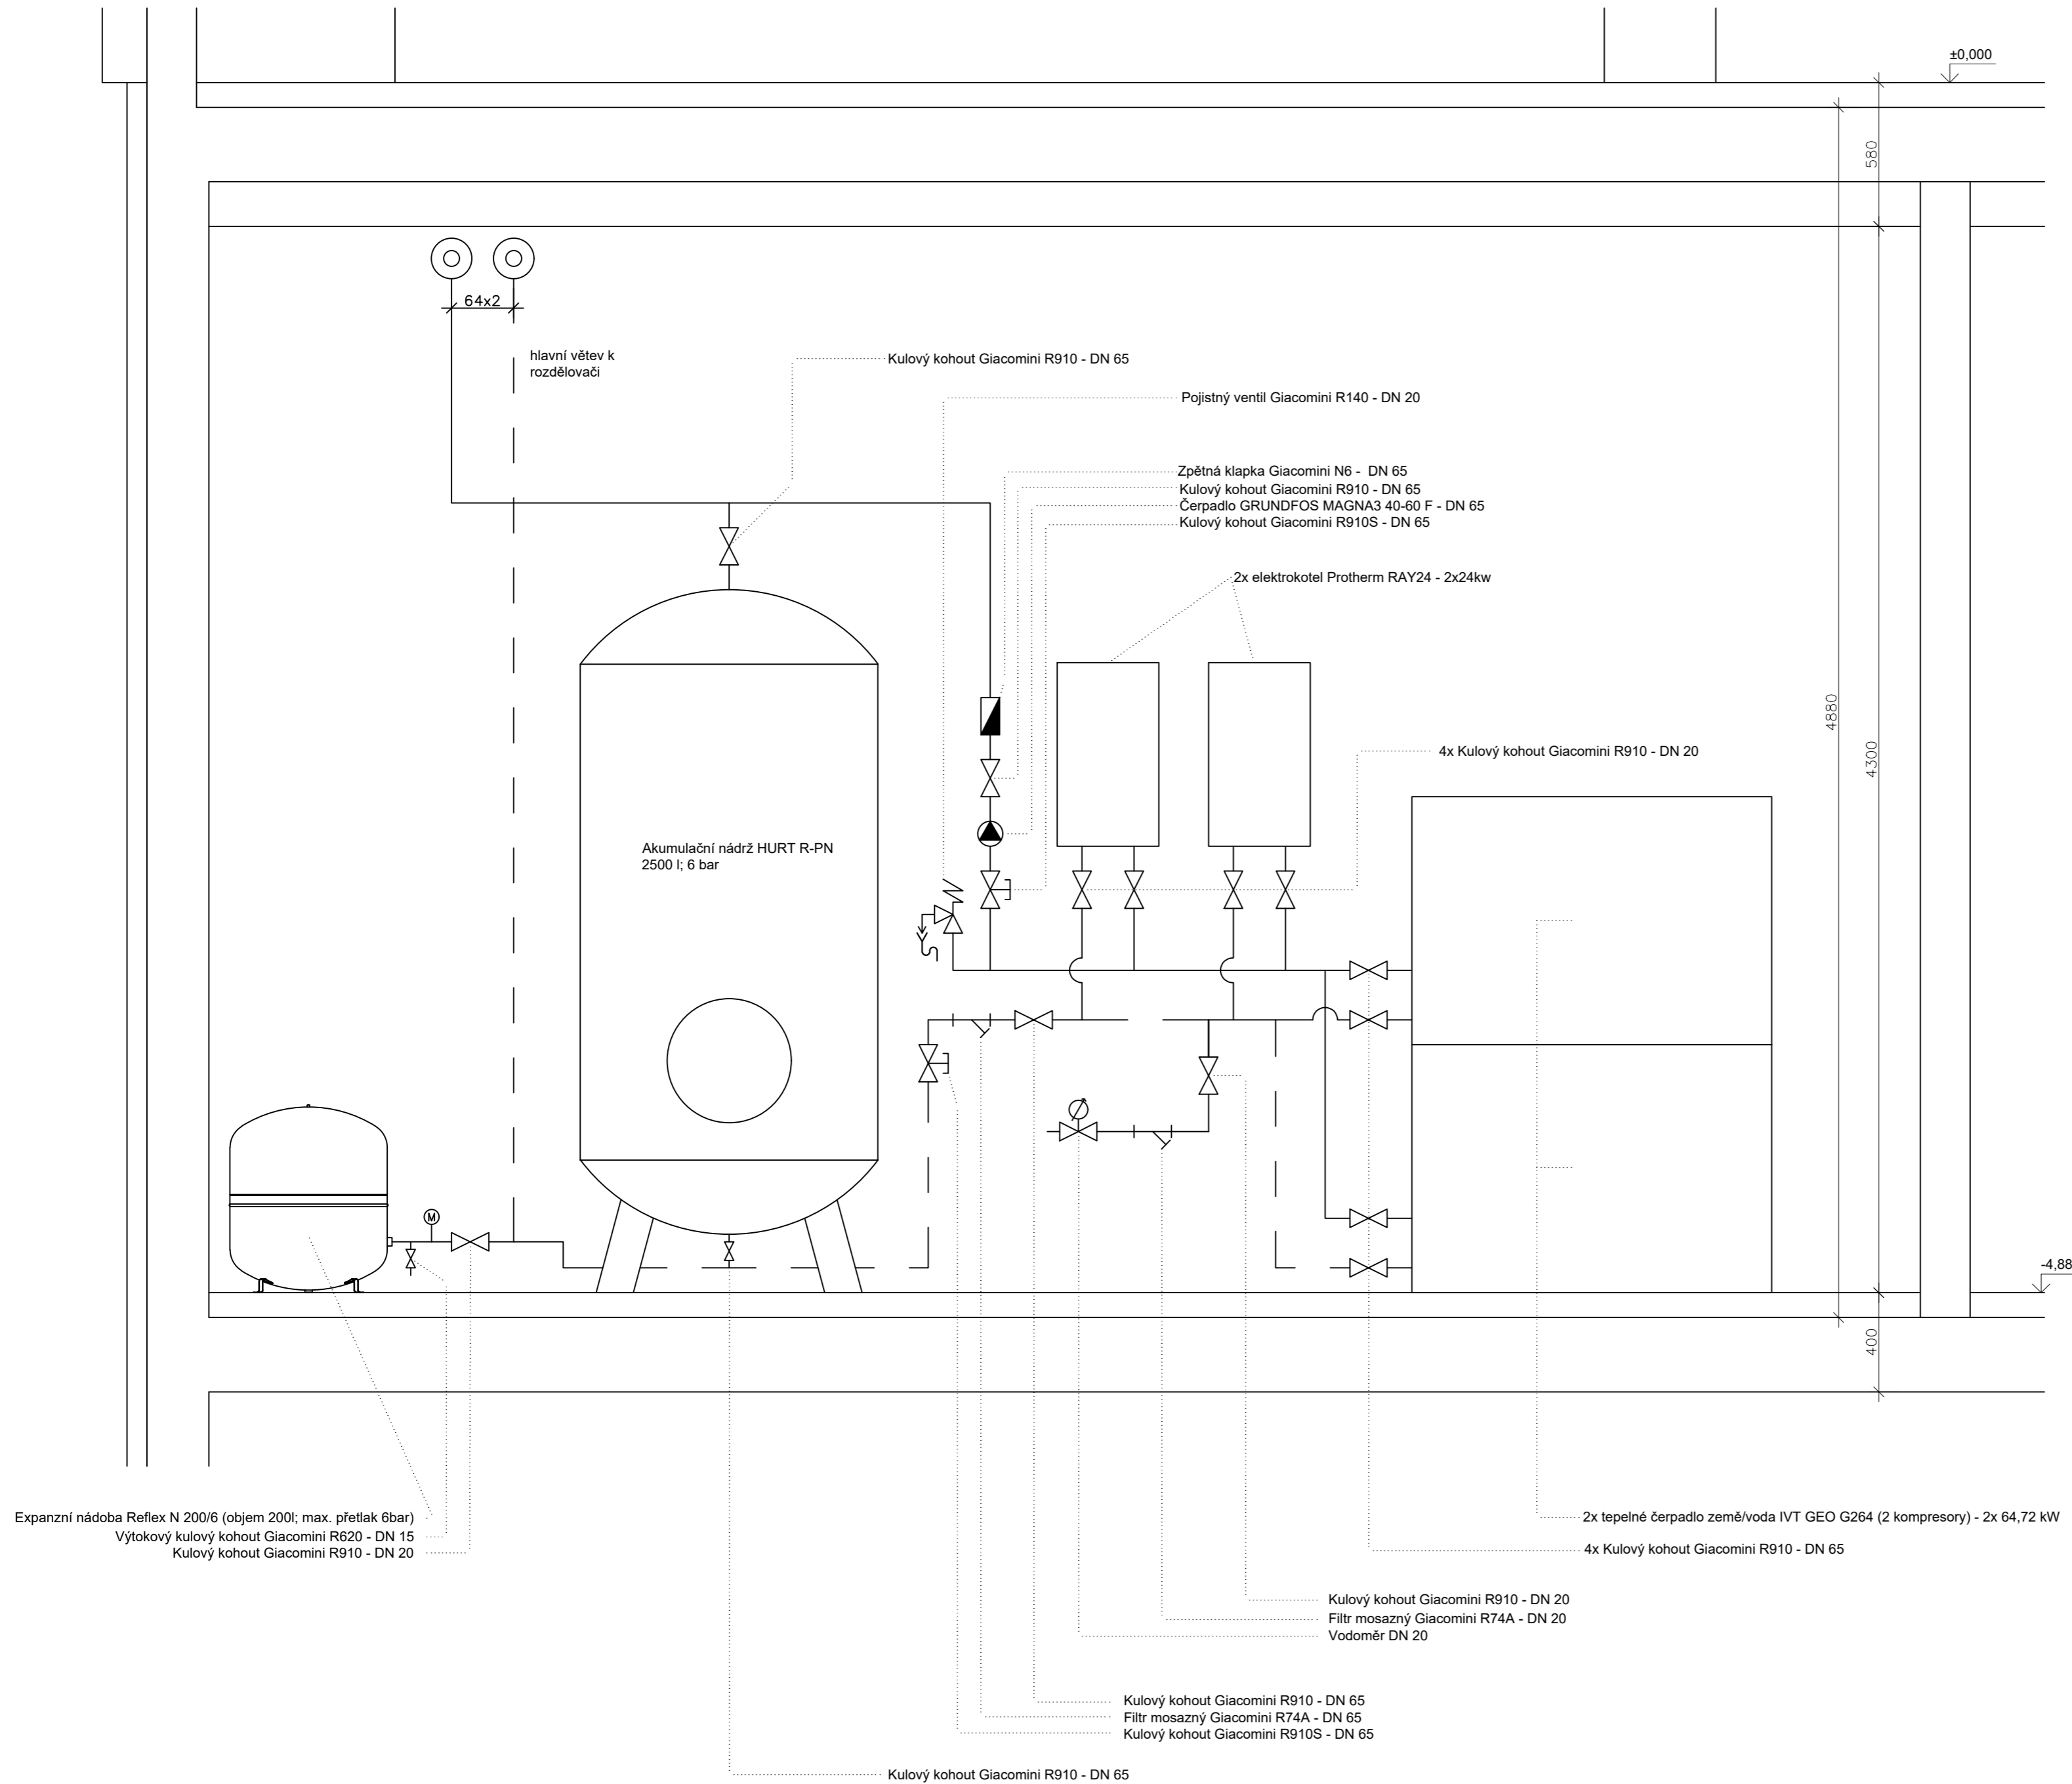 ±0,000
580
64x2
hlavní větev k
rozdělovači
Kulový kohout Giacomini R910 - DN 65
Pojistný ventil Giacomini R140 - DN 20
Zpětná klapka Giacomini N6 - DN 65
Kulový kohout Giacomini R910 - DN 65
Čerpadlo GRUNDFOS MAGNA3 40-60 F - DN 65
Kulový kohout Giacomini R910S - DN 65
2x elektrokotel Protherm RAY24 - 2x24kw
4880
4300
4x Kulový kohout Giacomini R910 - DN 20
Akumulační nádrž HURT R-PN
2500 l; 6 bar
M
-4,88
400
Expanzní nádoba Reflex N 200/6 (objem 200l; max. přetlak 6bar)
Výtokový kulový kohout Giacomini R620 - DN 15
Kulový kohout Giacomini R910 - DN 20
2x tepelné čerpadlo země/voda IVT GEO G264 (2 kompresory) - 2x 64,72 kW
4x Kulový kohout Giacomini R910 - DN 65
Kulový kohout Giacomini R910 - DN 20
Filtr mosazný Giacomini R74A - DN 20
Vodoměr DN 20
Kulový kohout Giacomini R910 - DN 65
Filtr mosazný Giacomini R74A - DN 65
Kulový kohout Giacomini R910S - DN 65
Kulový kohout Giacomini R910 - DN 65